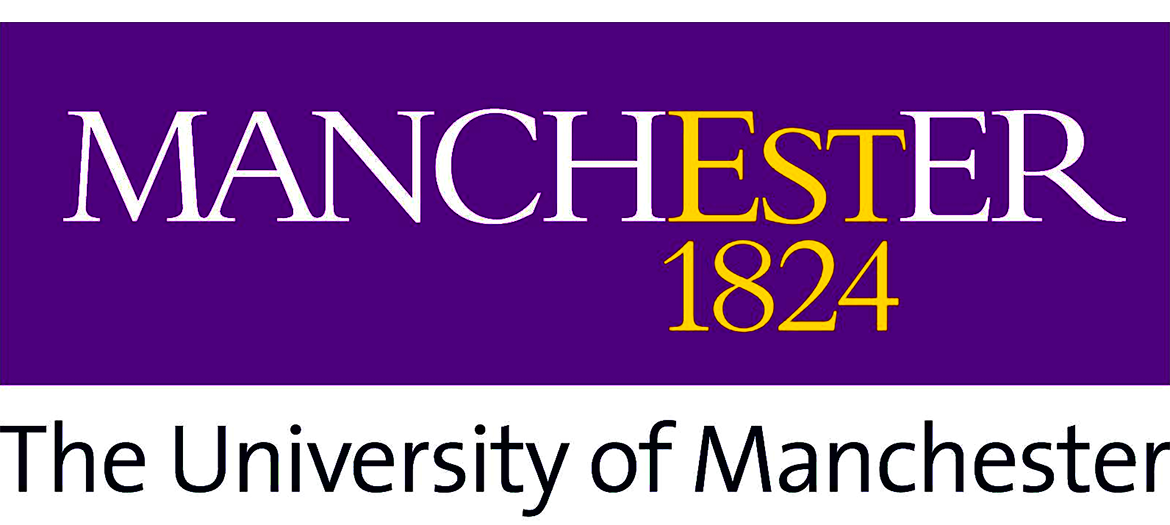 MANCHESTER
1824
The University of Manchester